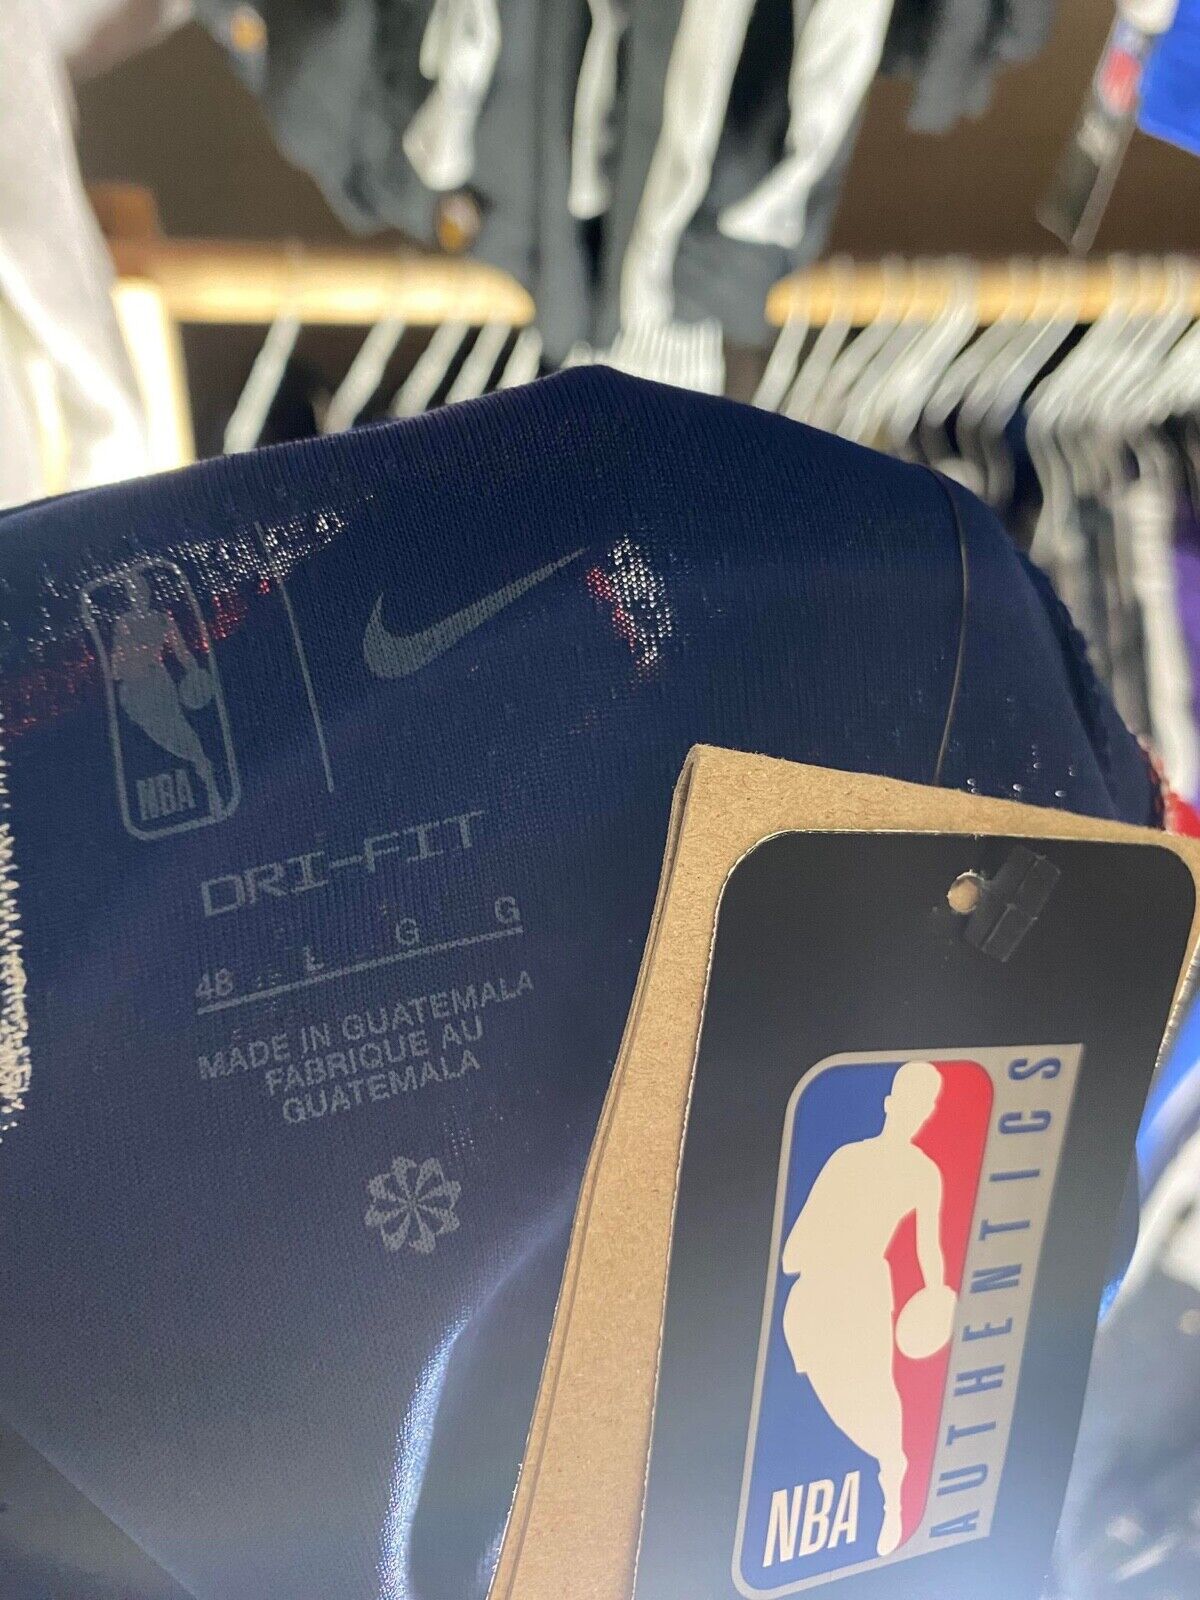 NBA
DRI-FIT
48 L G G
MADE IN GUATEMALA
FABRIQUE AU
GUATEMALA
NBA
AUTHENTICS